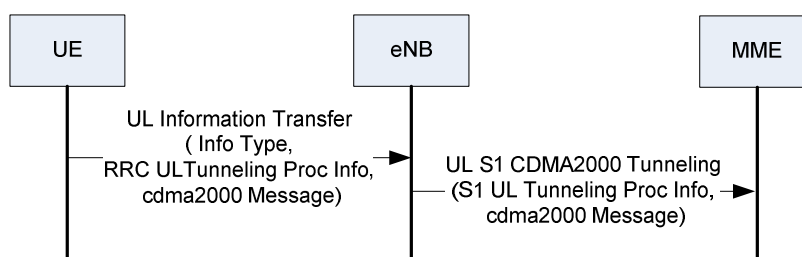 UE
eNB
MME
UL Information Transfer
( Info Type,
RRC ULTunneling Proc Info,
cdma2000 Message)
UL S1 CDMA2000 Tunneling
(S1 UL Tunneling Proc Info,
cdma2000 Message)